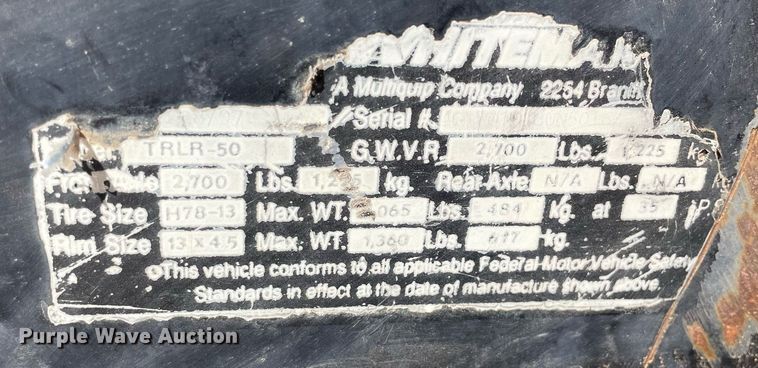 WHITEMAN
A Multiquip Company 2254 Brant
Serial #
TRLR-50 G.W.V.R. 2,700 Lbs. 1,225 kg
2,700 Lbs. kg. Rear Axle N/A Lbs. N/A
Tire Size H78-13 Max. WT. Lbs. 484 kg. at 35
Rim Size 13 x 4.5 Max. WT. 1,360 Lbs. 617 kg.
This vehicle conforms to all applicable Federal Motor Vehicle Safety
Standards in effect at the date of manufacture shown above.
Purple Wave Auction